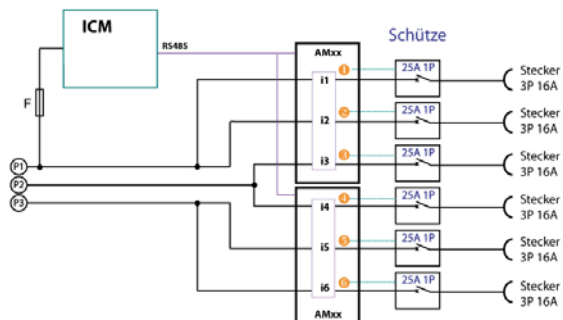 ICM
RS485
F
P1
P2
P3
AMxx
i1
i2
i3
i4
i5
i6
AMxx
Schütze
1
25A 1P
Stecker
3P 16A
2
25A 1P
Stecker
3P 16A
3
25A 1P
Stecker
3P 16A
4
25A 1P
Stecker
3P 16A
5
25A 1P
Stecker
3P 16A
6
25A 1P
Stecker
3P 16A